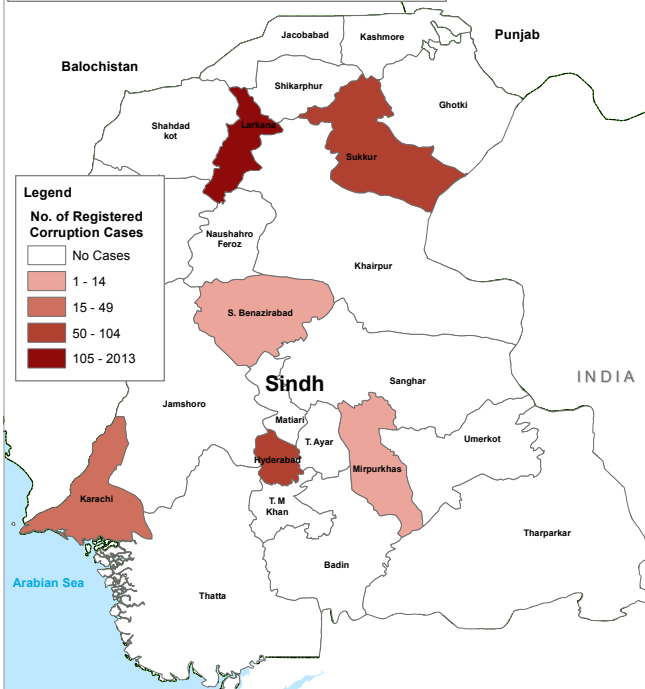 Jacobabad
Kashmore
Punjab
Balochistan
Shikarphur
Ghotki
Shahdad
kot
Larkana
Sukkur
Legend
No. of Registered
Corruption Cases
No Cases
1 - 14
15 - 49
50 - 104
105 - 2013
Naushahro
Feroz
Khairpur
S. Benazirabad
Sindh
Sanghar
INDIA
Jamshoro
Matiari
T. Ayar
Umerkot
Hyderabad
Mirpurkhas
Karachi
T. M
Khan
Tharparkar
Badin
Arabian Sea
Thatta